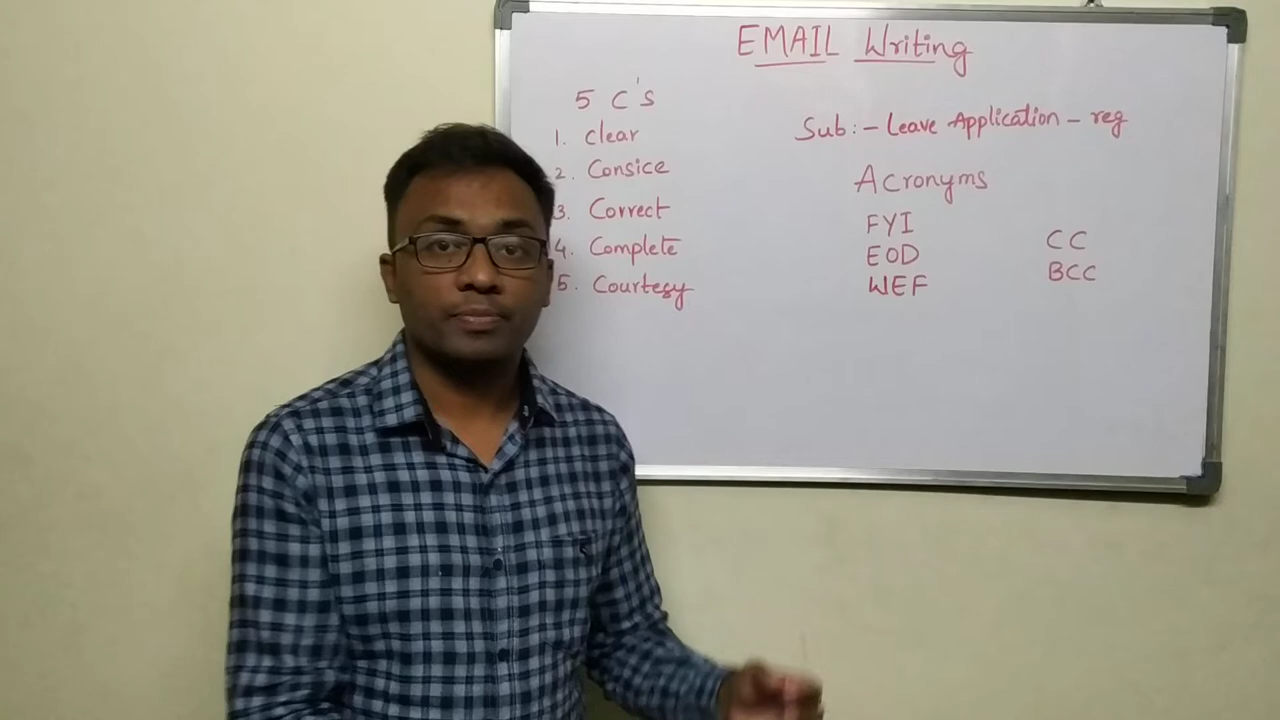 EMAIL Writing
5 C's
1. Clear
2. Consice
3. Correct
4. Complete
5. Courtesy
Sub:- Leave Application - reg
Acronyms
FYI
EOD
WEF
CC
BCC